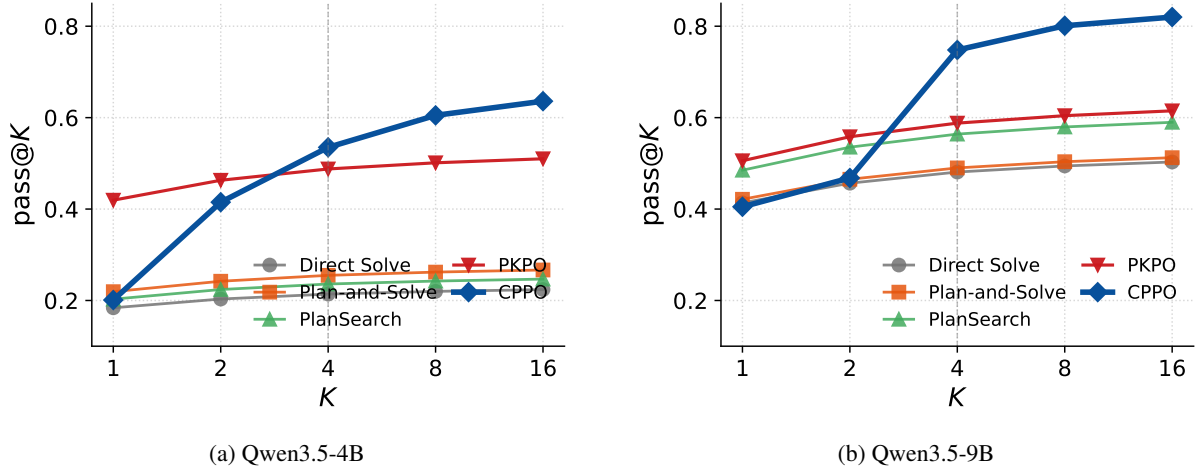 0.8
0.6
0.4
0.2
pass@K
1 2 4 8 16
K
Direct Solve
Plan-and-Solve
PlanSearch
PKPO
CPPO
(a) Qwen3.5-4B
0.8
0.6
0.4
0.2
pass@K
1 2 4 8 16
K
Direct Solve
Plan-and-Solve
PlanSearch
PKPO
CPPO
(b) Qwen3.5-9B